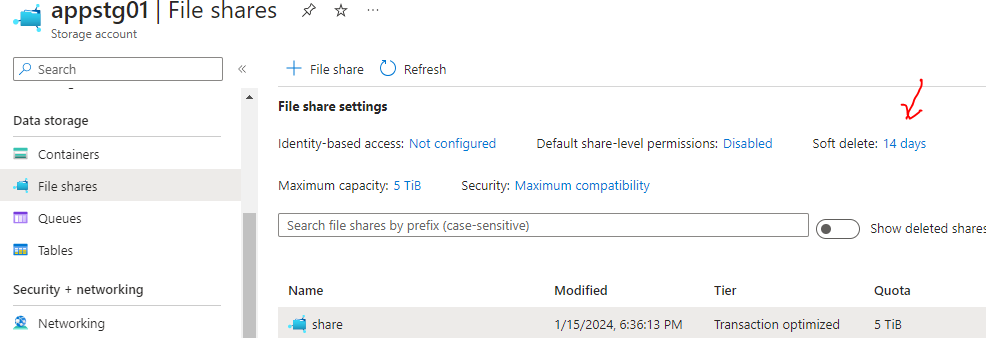 appstg01 | File shares
Storage account
Search
+ File share Refresh
File share settings
Identity-based access: Not configured Default share-level permissions: Disabled Soft delete: 14 days
Maximum capacity: 5 TiB Security: Maximum compatibility
Search file shares by prefix (case-sensitive) Show deleted shares
Name Modified Tier Quota
share 1/15/2024, 6:36:13 PM Transaction optimized 5 TiB
Data storage
Containers
File shares
Queues
Tables
Security + networking
Networking